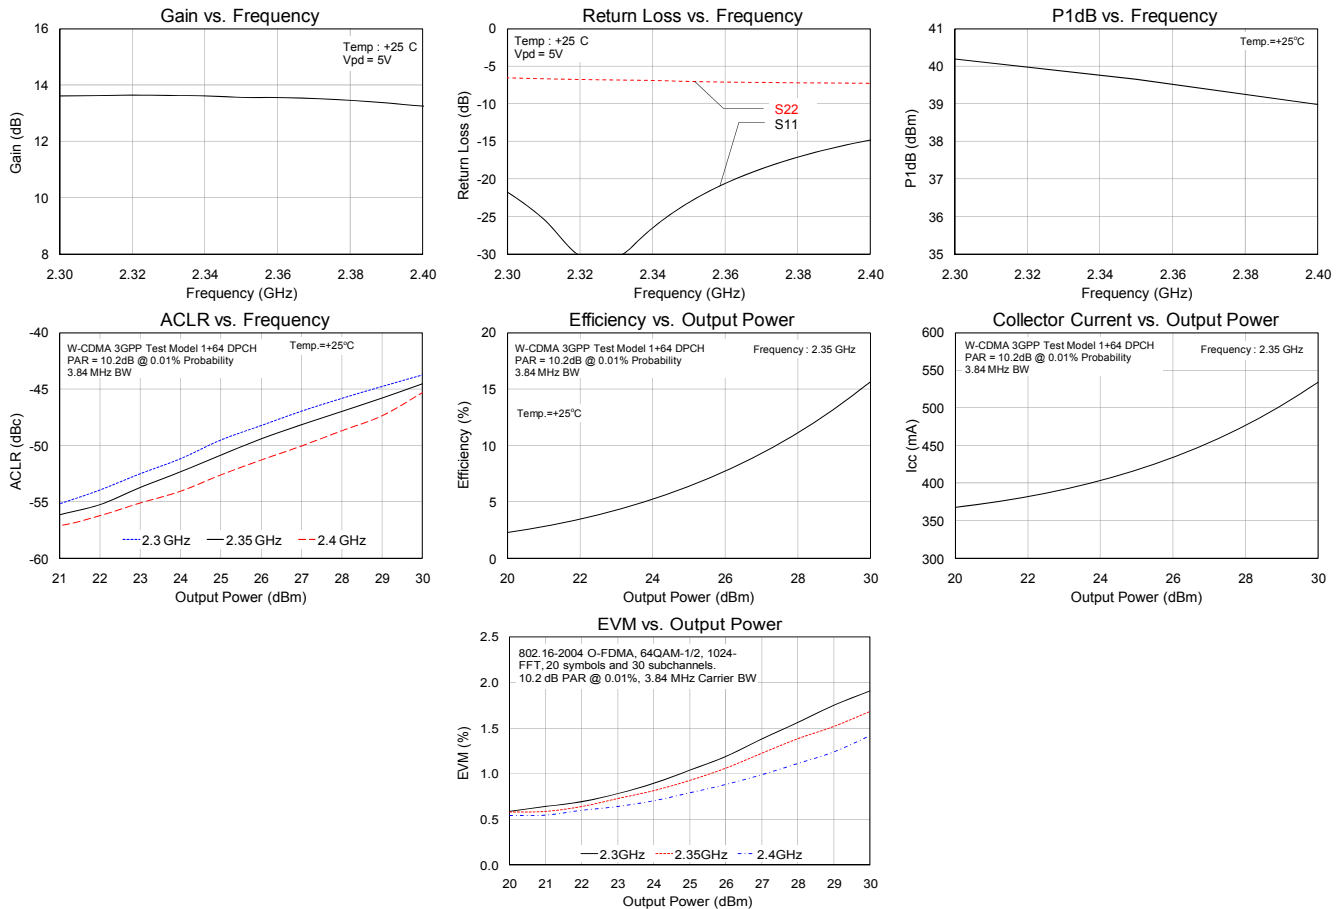 Gain vs. Frequency
16
14
12
10
8
Gain (dB)
Temp : +25 C
Vpd = 5V
2.30 2.32 2.34 2.36 2.38 2.40
Frequency (GHz)
Return Loss vs. Frequency
0
-5
-10
-15
-20
-25
-30
Return Loss (dB)
Temp : +25 C
Vpd = 5V
S22
S11
2.30 2.32 2.34 2.36 2.38 2.40
Frequency (GHz)
P1dB vs. Frequency
41
40
39
38
37
36
35
P1dB (dBm)
Temp.=+25°C
2.30 2.32 2.34 2.36 2.38 2.40
Frequency (GHz)
ACLR vs. Frequency
-40
-45
-50
-55
-60
ACLR (dBc)
W-CDMA 3GPP Test Model 1+64 DPCH
PAR = 10.2dB @ 0.01% Probability
3.84 MHz BW
Temp.=+25°C
2.3 GHz 2.35 GHz 2.4 GHz
21 22 23 24 25 26 27 28 29 30
Output Power (dBm)
Efficiency vs. Output Power
20
15
10
5
0
Efficiency (%)
W-CDMA 3GPP Test Model 1+64 DPCH
PAR = 10.2dB @ 0.01% Probability
3.84 MHz BW
Frequency : 2.35 GHz
Temp.=+25°C
20 22 24 26 28 30
Output Power (dBm)
Collector Current vs. Output Power
600
550
500
450
400
350
300
Icc (mA)
W-CDMA 3GPP Test Model 1+64 DPCH
PAR = 10.2dB @ 0.01% Probability
3.84 MHz BW
Frequency : 2.35 GHz
20 22 24 26 28 30
Output Power (dBm)
EVM vs. Output Power
2.5
2.0
1.5
1.0
0.5
0.0
EVM (%)
802.16-2004 O-FDMA, 64QAM-1/2, 1024-
FFT, 20 symbols and 30 subchannels.
10.2 dB PAR @ 0.01%, 3.84 MHz Carrier BW
2.3GHz 2.35GHz 2.4GHz
20 21 22 23 24 25 26 27 28 29 30
Output Power (dBm)